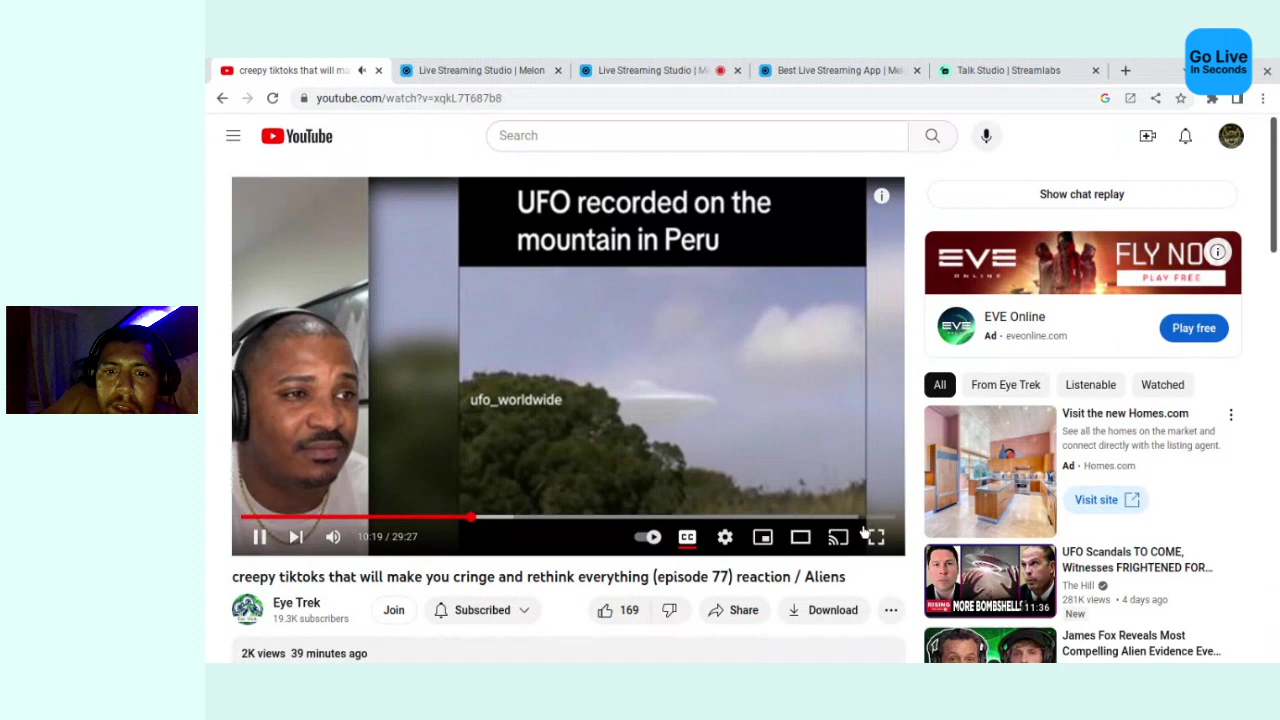 Go Live
In Seconds
creepy tiktoks that will ma
Live Streaming Studio | Melon
Live Streaming Studio | M
Best Live Streaming App | Mel
Talk Studio | Streamlabs
youtube.com/watch?v=xqkL7T687b8
YouTube
Search
UFO recorded on the
mountain in Peru
ufo_worldwide
10:19 / 29:27
CC
creepy tiktoks that will make you cringe and rethink everything (episode 77) reaction / Aliens
Eye Trek
19.3K subscribers
Join
Subscribed
169
Share
Download
2K views 39 minutes ago
Show chat replay
EVE
ONLINE
FLY NO
PLAY FREE
EVE
EVE Online
Ad • eveonline.com
Play free
All
From Eye Trek
Listenable
Watched
Visit the new Homes.com
See all the homes on the market and
connect directly with the listing agent.
Ad • Homes.com
Visit site
RISING
MORE BOMBSHELLS
11:36
UFO Scandals TO COME,
Witnesses FRIGHTENED FOR...
The Hill
281K views • 4 days ago
New
James Fox Reveals Most
Compelling Alien Evidence Eve...